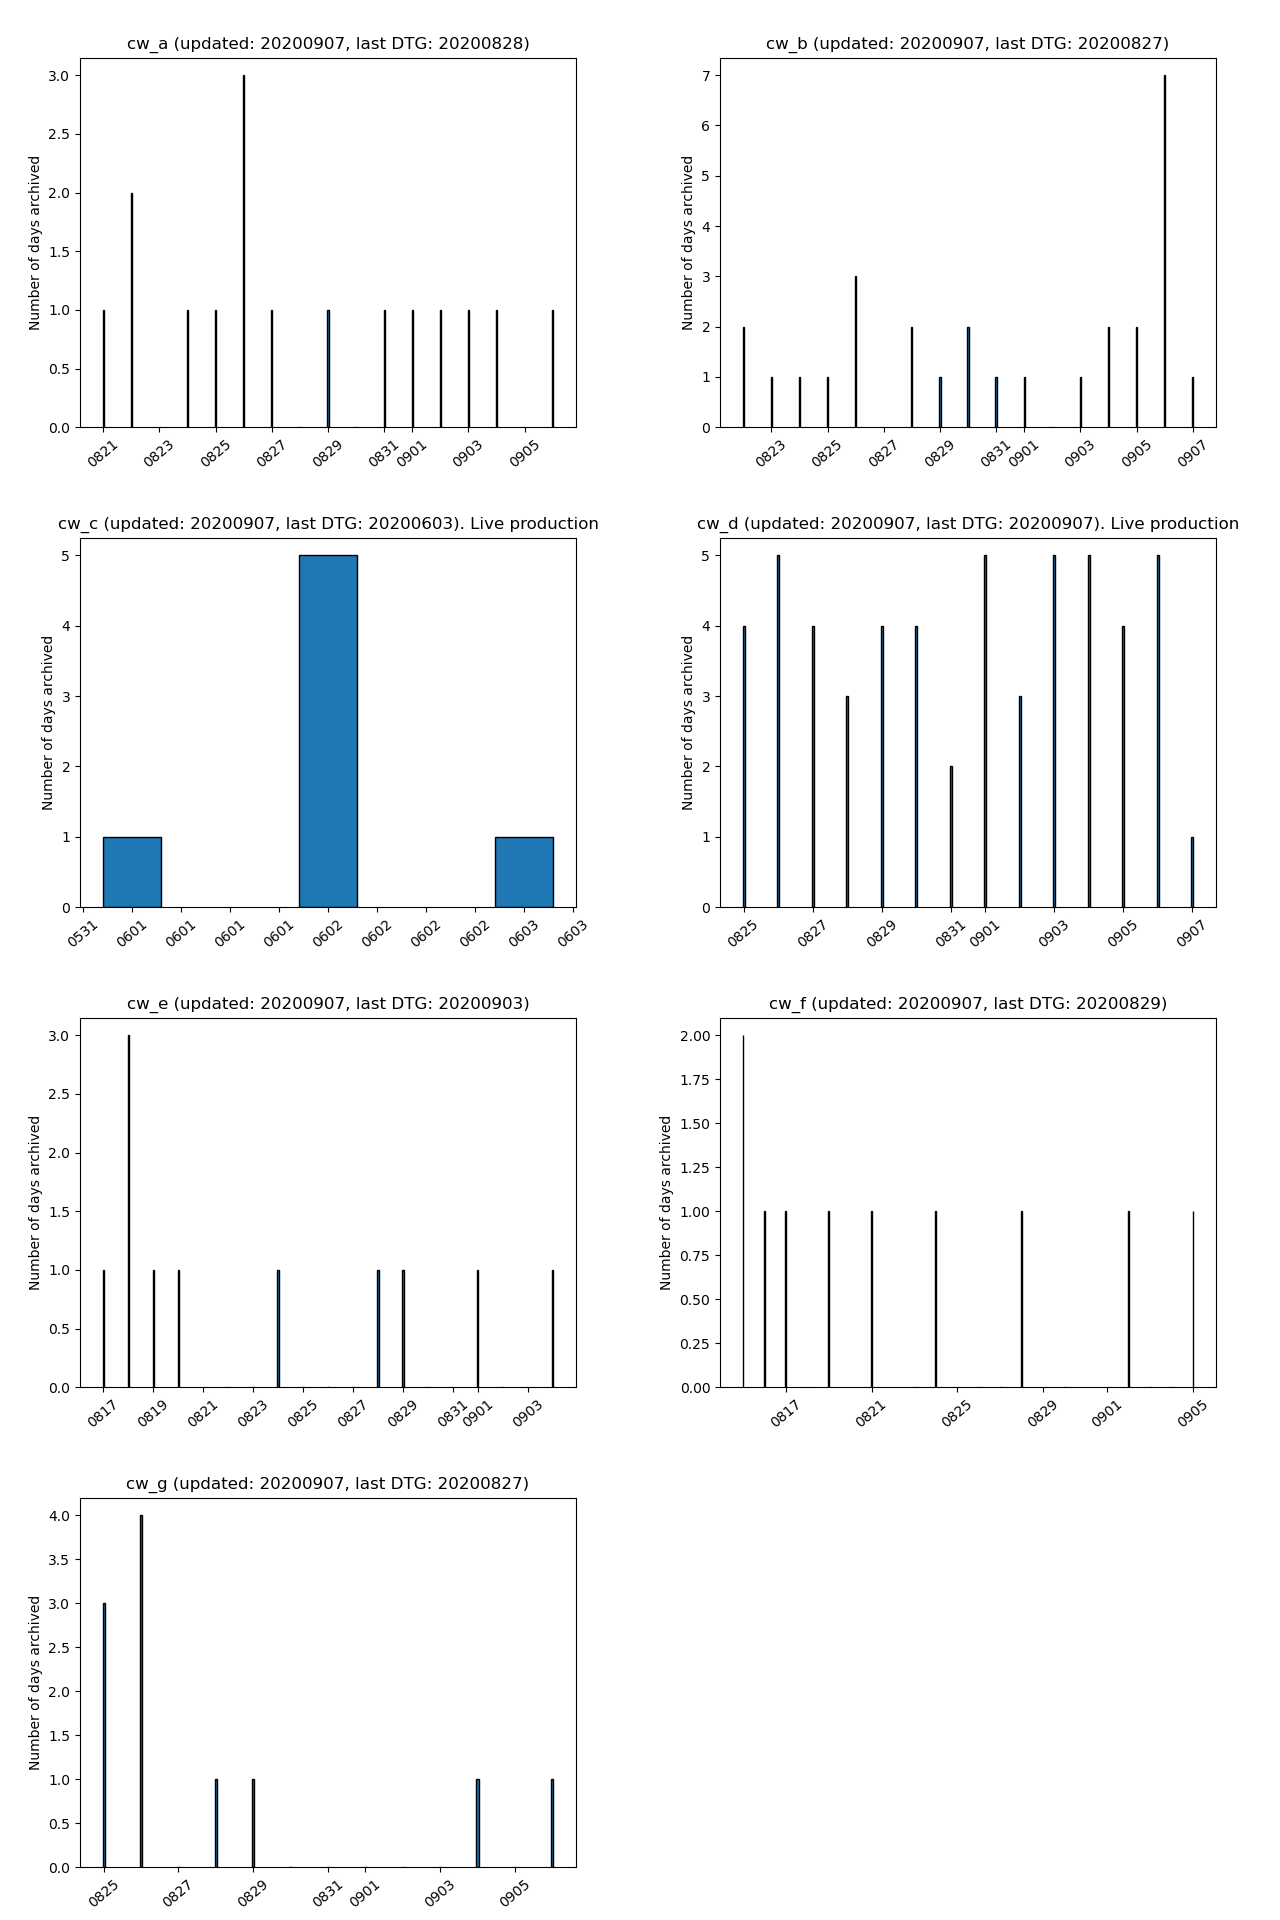 cw_a (updated: 20200907, last DTG: 20200828)
Number of days archived
3.0
2.5
2.0
1.5
1.0
0.5
0.0
0821 0823 0825 0827 0829 0831 0901 0903 0905
cw_b (updated: 20200907, last DTG: 20200827)
Number of days archived
7
6
5
4
3
2
1
0
0823 0825 0827 0829 0831 0901 0903 0905 0907
cw_c (updated: 20200907, last DTG: 20200603). Live production
Number of days archived
5
4
3
2
1
0
0531 0601 0601 0601 0601 0602 0602 0602 0602 0603 0603
cw_d (updated: 20200907, last DTG: 20200907). Live production
Number of days archived
5
4
3
2
1
0
0825 0827 0829 0831 0901 0903 0905 0907
cw_e (updated: 20200907, last DTG: 20200903)
Number of days archived
3.0
2.5
2.0
1.5
1.0
0.5
0.0
0817 0819 0821 0823 0825 0827 0829 0831 0901 0903
cw_f (updated: 20200907, last DTG: 20200829)
Number of days archived
2.00
1.75
1.50
1.25
1.00
0.75
0.50
0.25
0.00
0817 0821 0825 0829 0901 0905
cw_g (updated: 20200907, last DTG: 20200827)
Number of days archived
4.0
3.5
3.0
2.5
2.0
1.5
1.0
0.5
0.0
0825 0827 0829 0831 0901 0903 0905